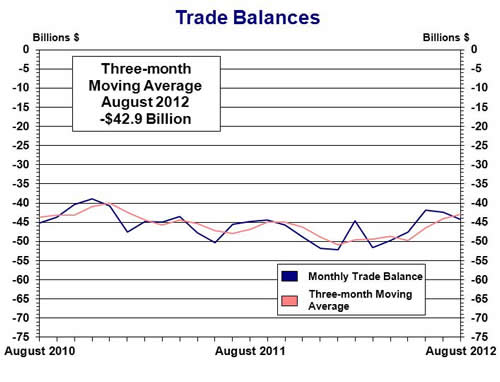 Trade Balances
Billions $ Billions $
0 0
-5 -5
-10 -10
-15 -15
-20 -20
-25 -25
-30 -30
-35 -35
-40 -40
-45 -45
-50 -50
-55 -55
-60 -60
-65 -65
-70 -70
-75 -75
Three-month
Moving Average
August 2012
-$42.9 Billion
Monthly Trade Balance
Three-month Moving
Average
August 2010 August 2011 August 2012